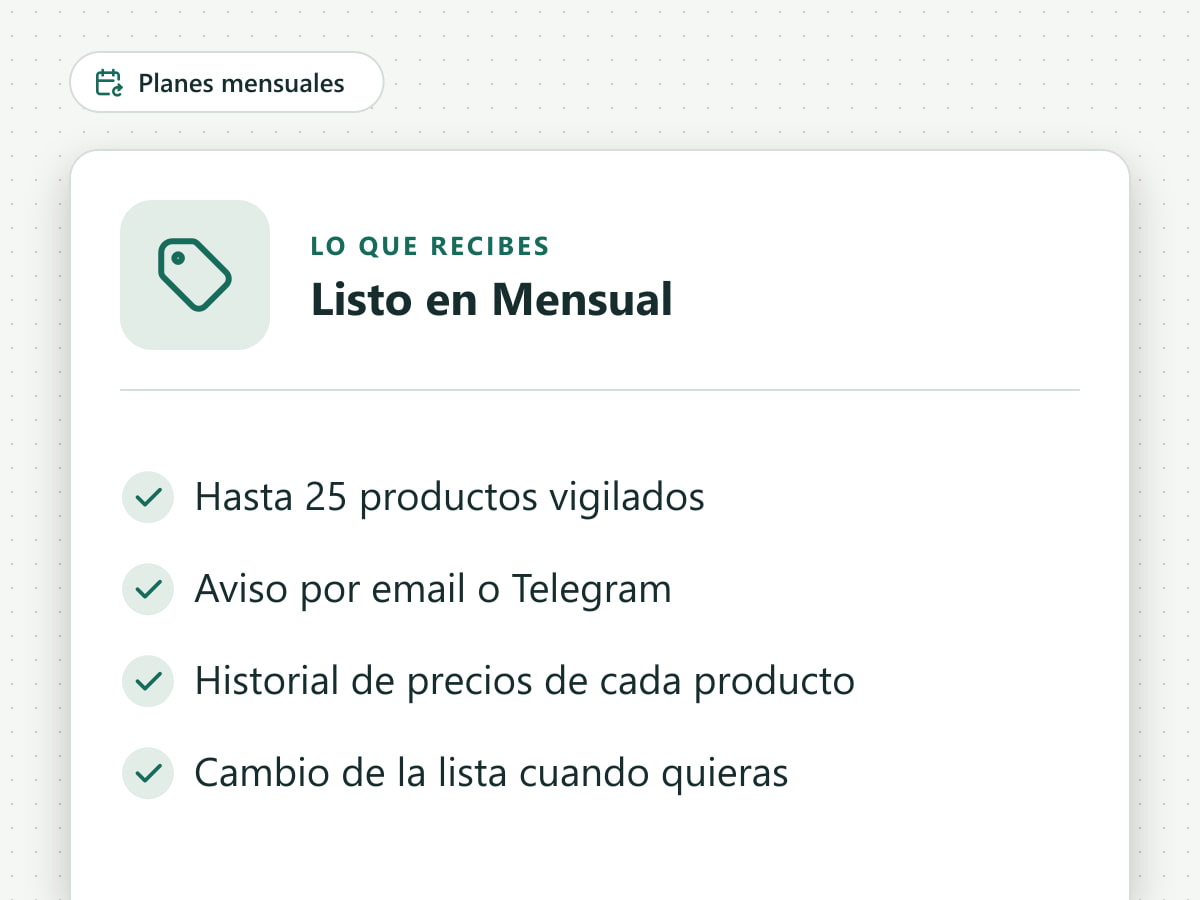 Planes mensuales
LO QUE RECIBES
Listo en Mensual
Hasta 25 productos vigilados
Aviso por email o Telegram
Historial de precios de cada producto
Cambio de la lista cuando quieras